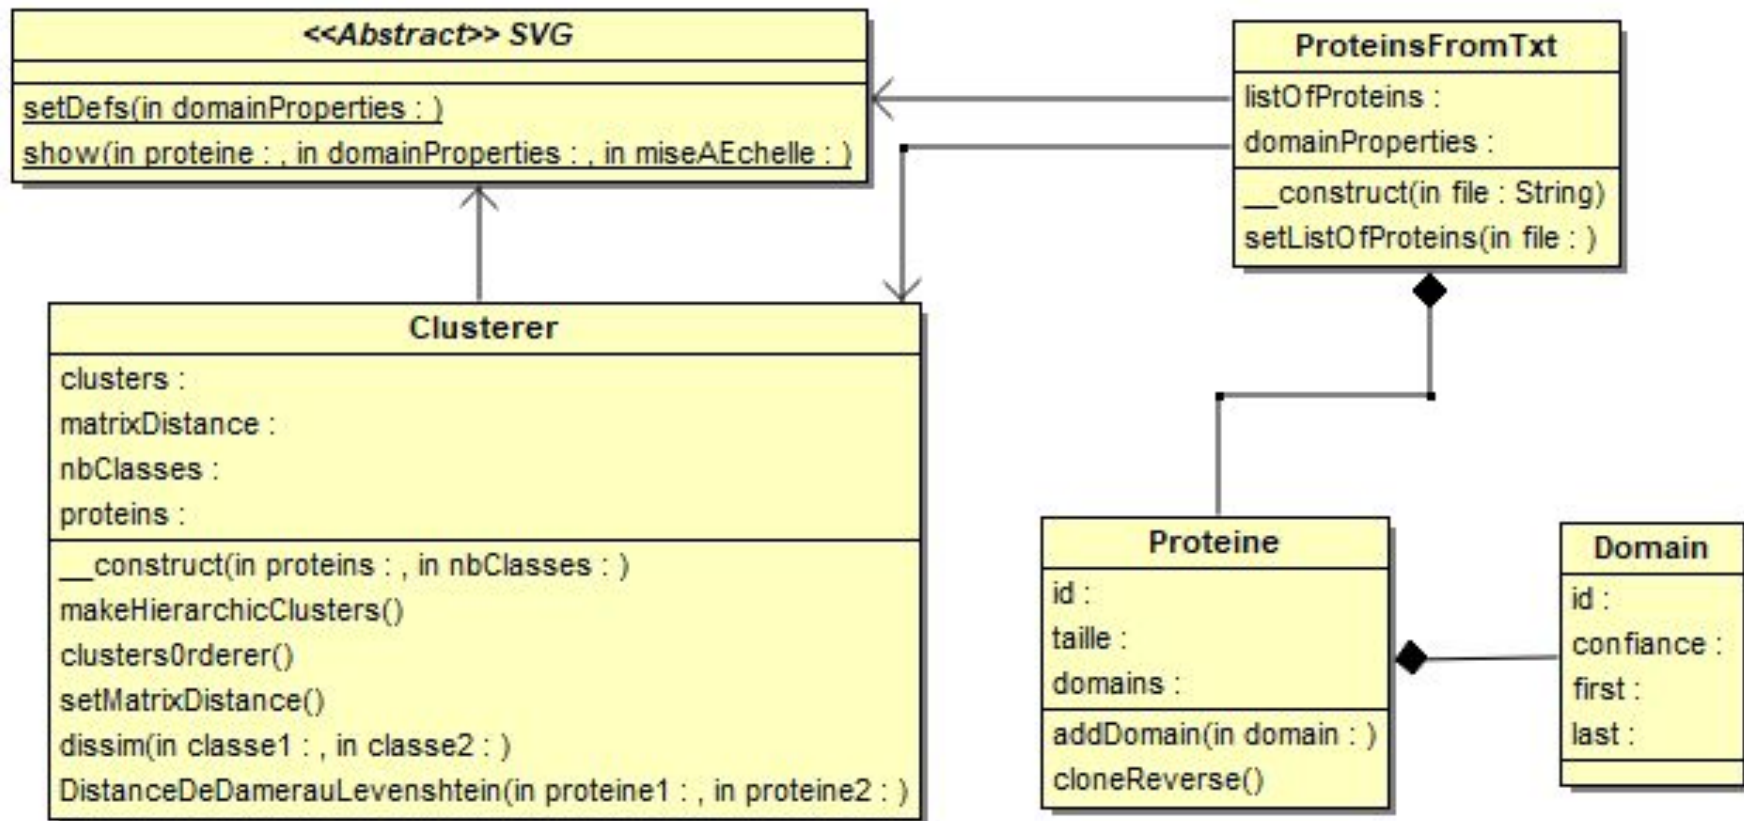 <<Abstract>> SVG
setDefs(in domainProperties : )
show(in proteine : , in domainProperties : , in miseAEchelle : )
ProteinsFromTxt
listOfProteins :
domainProperties :
__construct(in file : String)
setListOfProteins(in file : )
Clusterer
clusters :
matrixDistance :
nbClasses :
proteins :
__construct(in proteins : , in nbClasses : )
makeHierarchicClusters()
clusters0rderer()
setMatrixDistance()
dissim(in classe1 : , in classe2 : )
DistanceDeDamerauLevenshtein(in proteine1 : , in proteine2 : )
Proteine
id :
taille :
domains :
addDomain(in domain : )
cloneReverse()
Domain
id :
confiance :
first :
last :